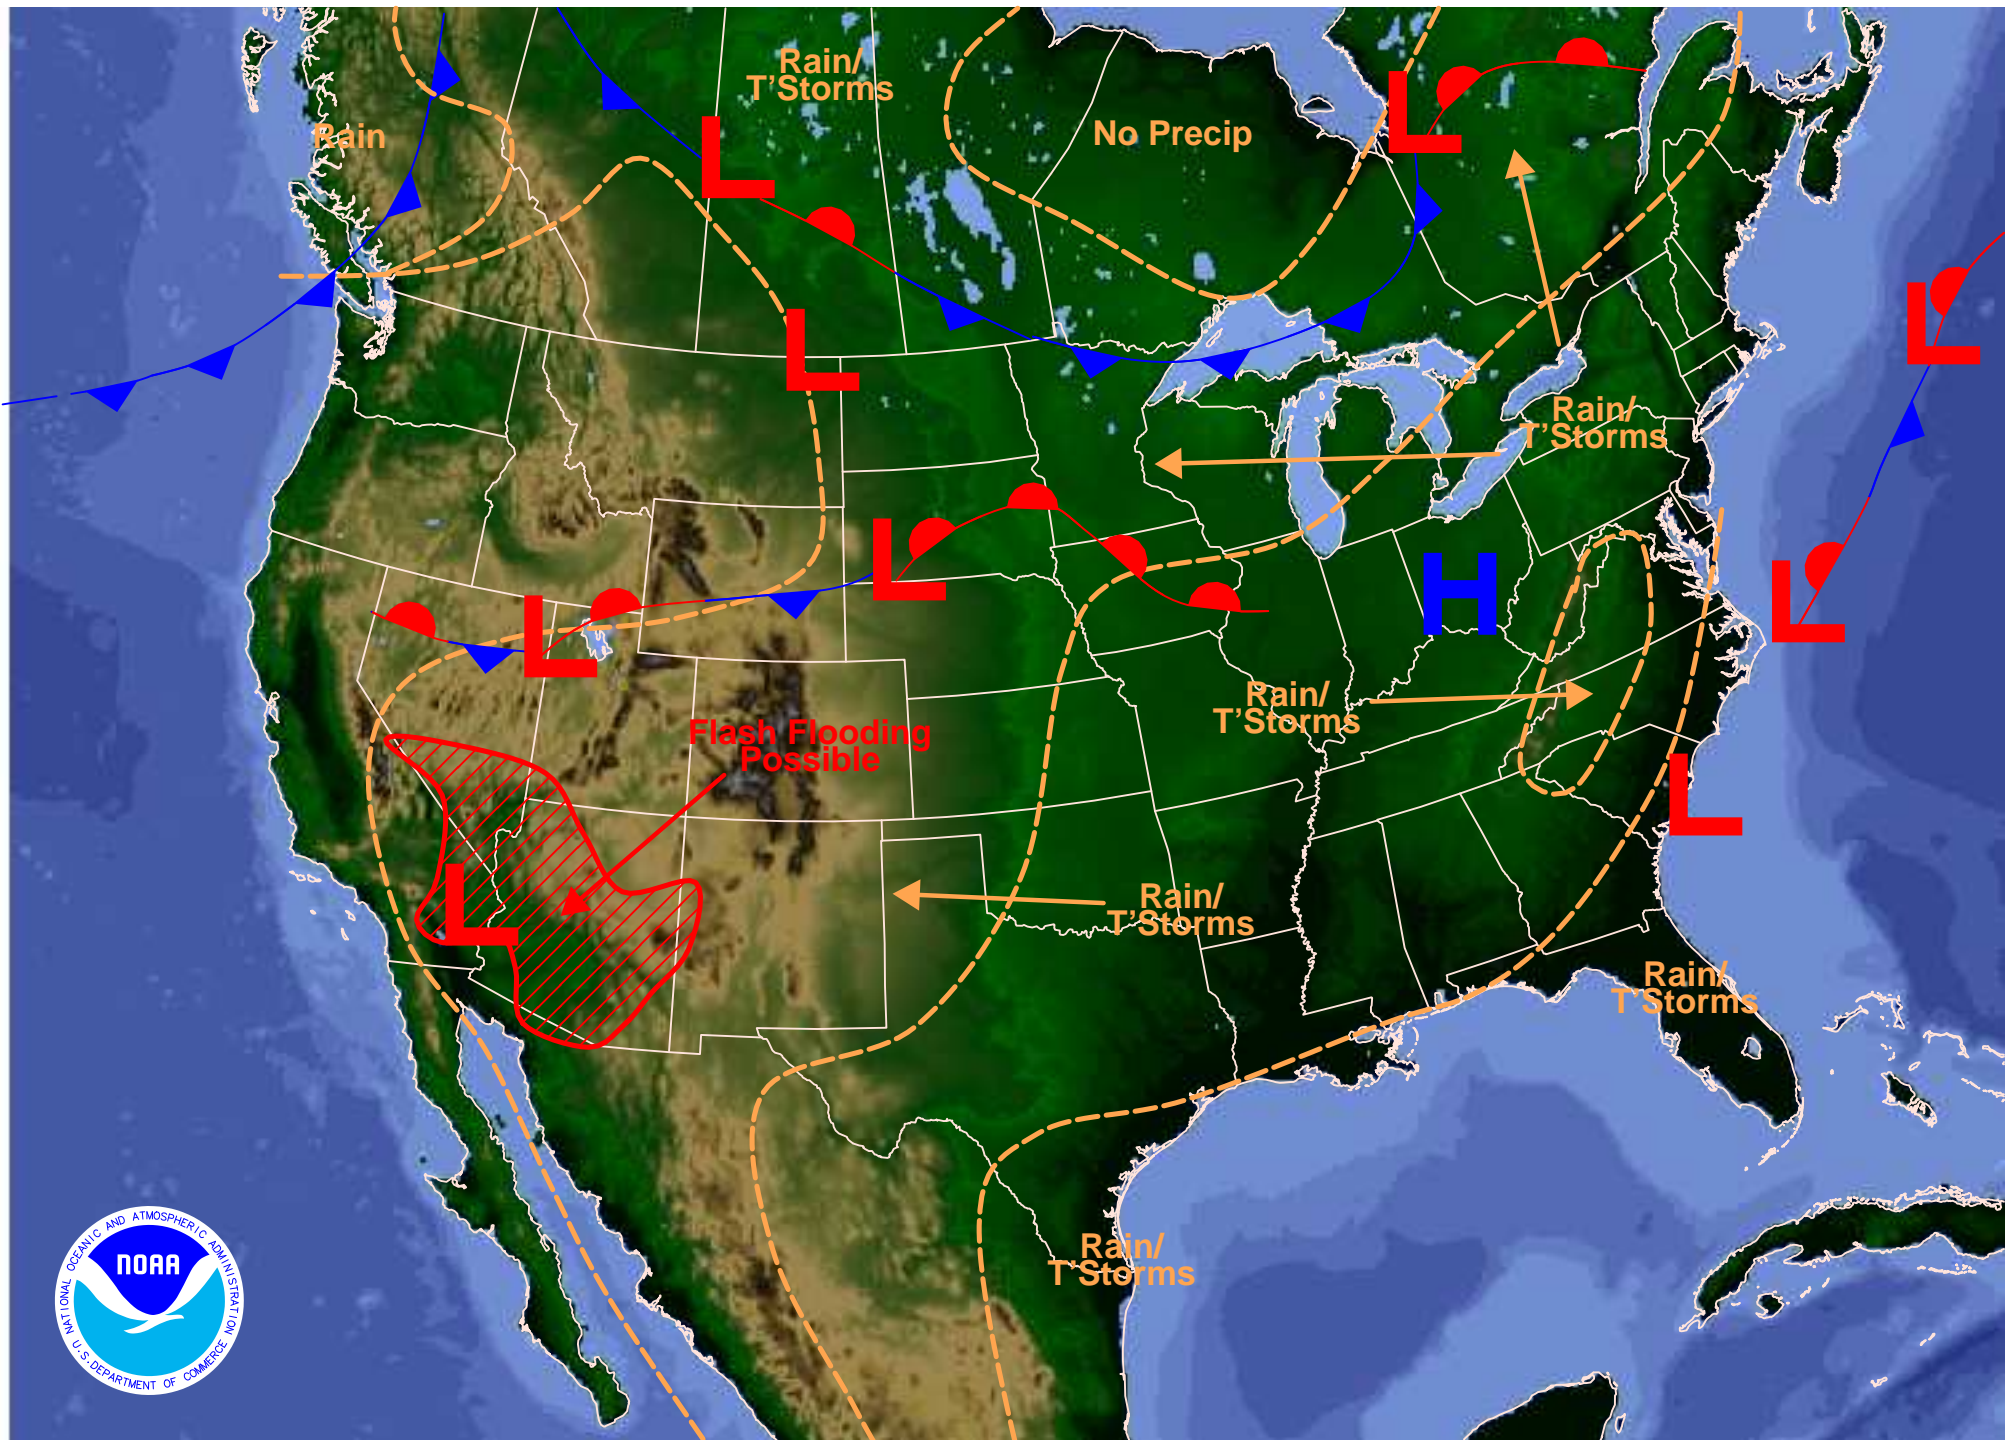 Rain/
T'Storms
Rain
No Precip
L
L
L
L
Rain/
T'Storms
L
H
L
L
L
Rain/
T'Storms
Flash Flooding
Possible
L
L
Rain/
T'Storms
Rain/
T'Storms
Rain/
T'Storms
NATIONAL OCEANIC AND ATMOSPHERIC ADMINISTRATION
NOAA
U.S. DEPARTMENT OF COMMERCE